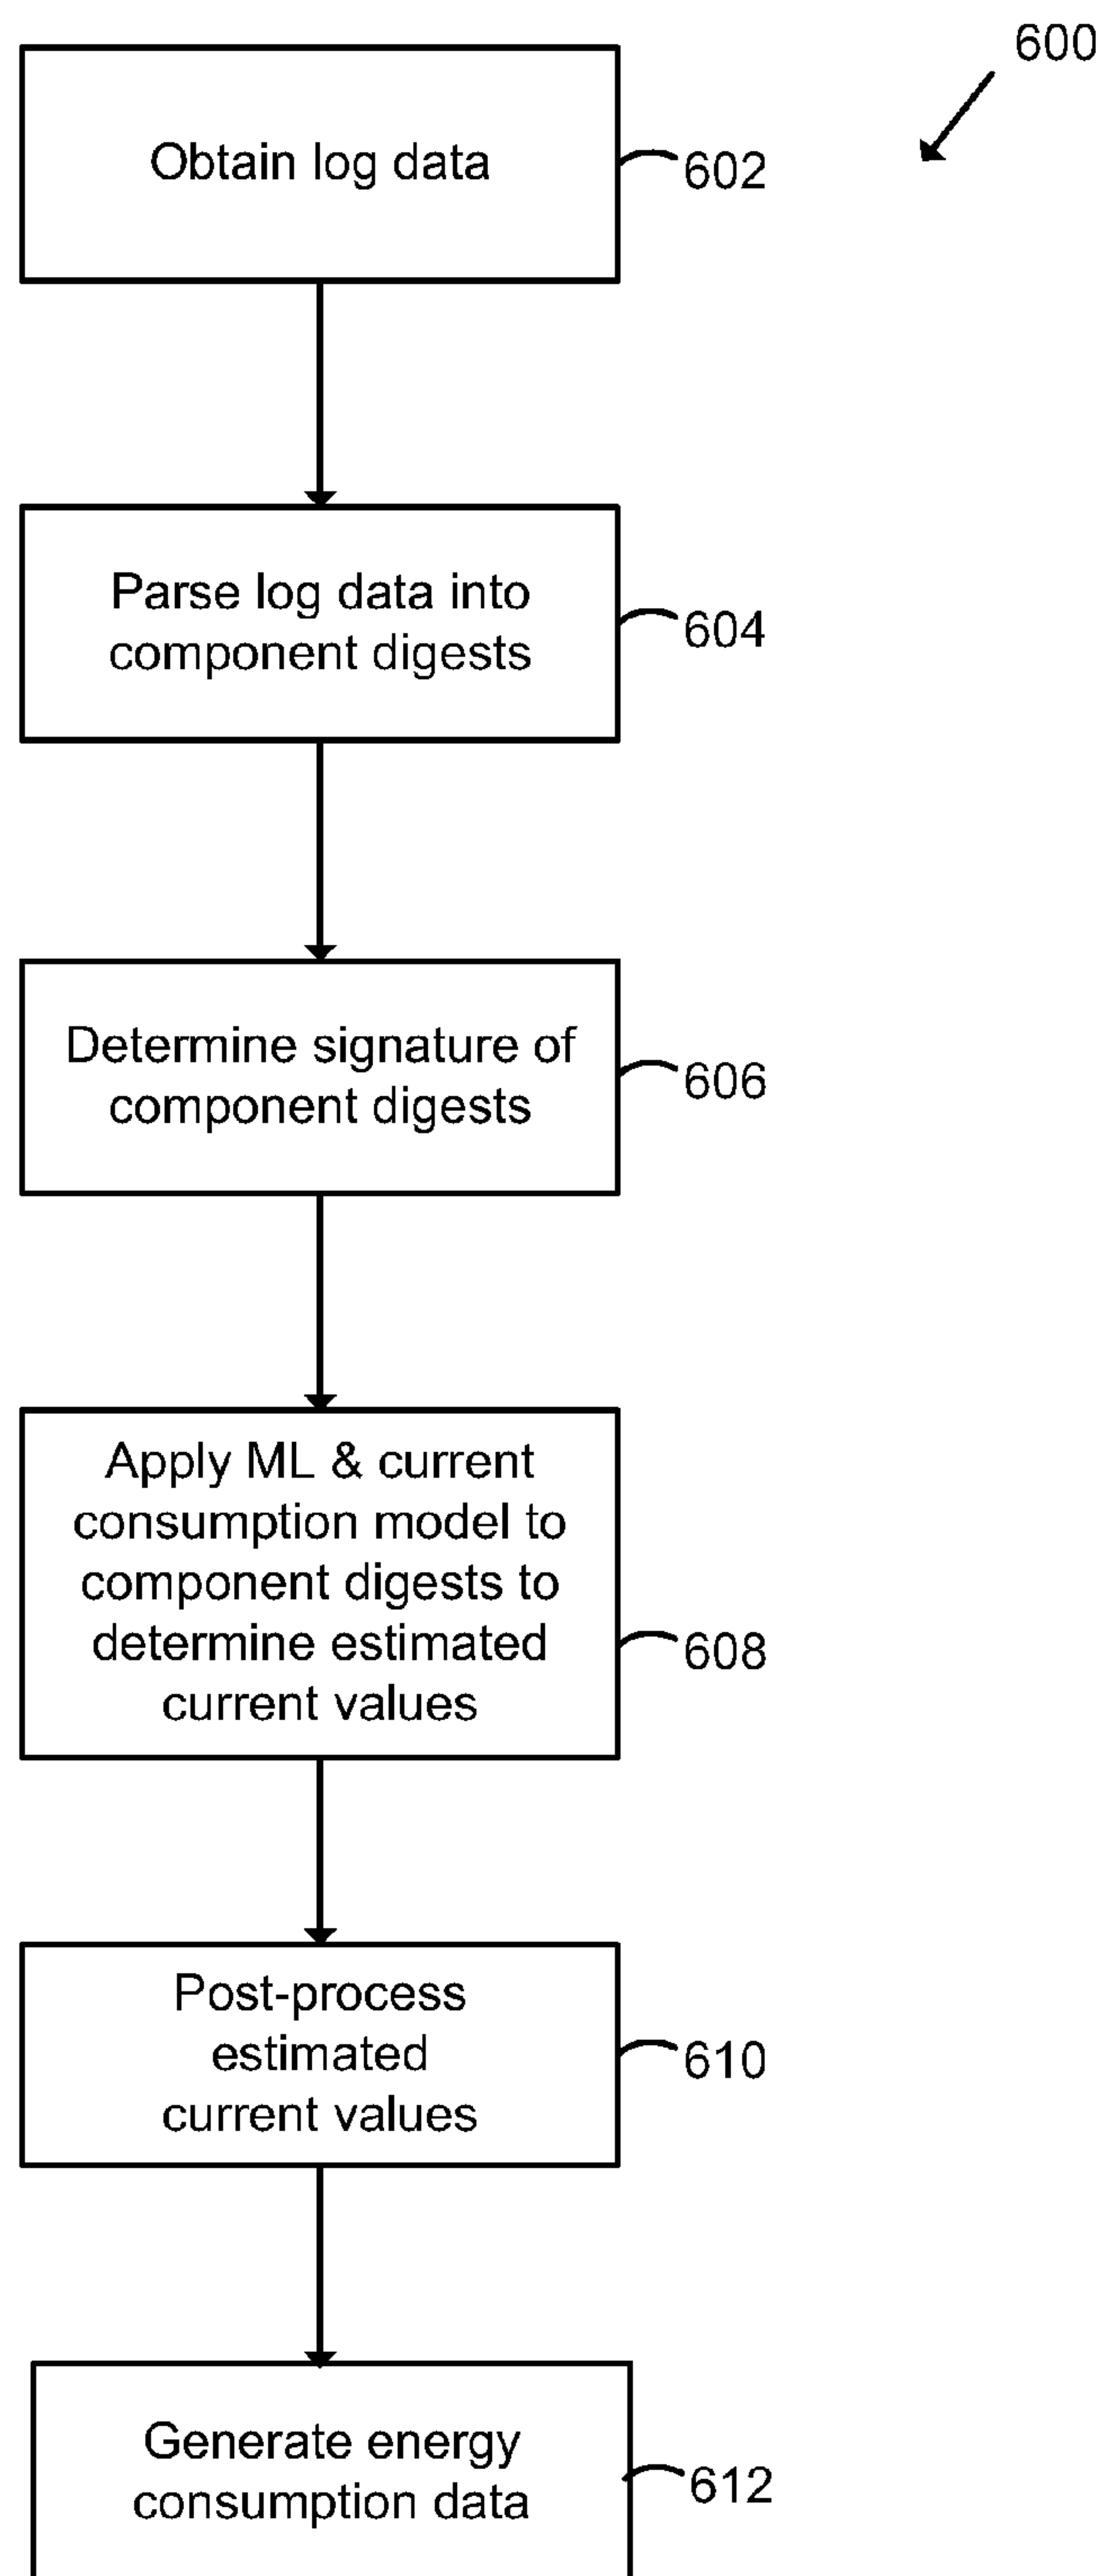 600
Obtain log data
602
Parse log data into
component digests
604
Determine signature of
component digests
606
Apply ML & current
consumption model to
component digests to
determine estimated
current values
608
Post-process
estimated
current values
610
Generate energy
consumption data
612